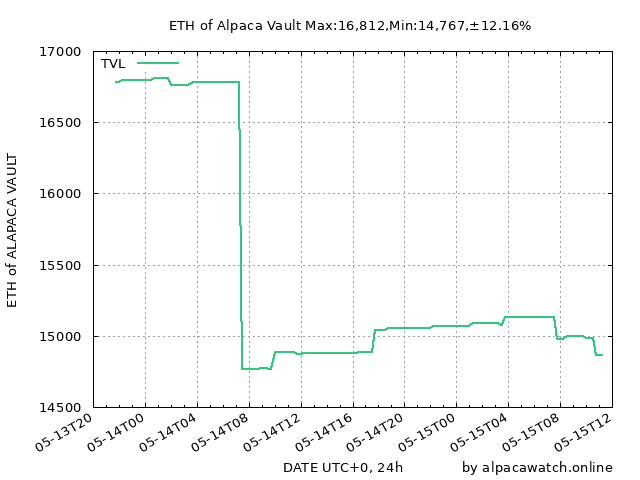 ETH of Alpaca Vault Max:16,812,Min:14,767,±12.16%
TVL
17000
16500
16000
15500
15000
14500
ETH of ALAPACA VAULT
05-13T20
05-14T00
05-14T04
05-14T08
05-14T12
05-14T16
05-14T20
05-15T00
05-15T04
05-15T08
05-15T12
DATE UTC+0, 24h
by alpacawatch.online